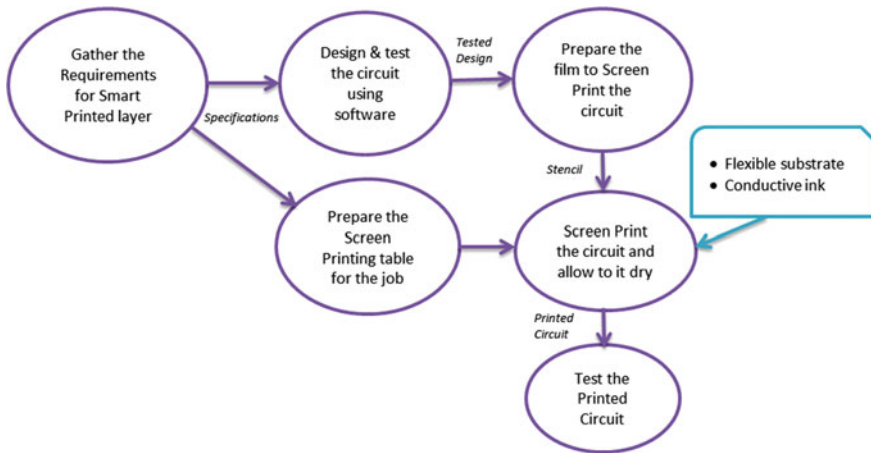 Gather the
Requirements
for Smart
Printed layer
Specifications
Design & test
the circuit
using
software
Tested
Design
Prepare the
film to Screen
Print the
circuit
Stencil
• Flexible substrate
• Conductive ink
Prepare the
Screen
Printing table
for the job
Screen Print
the circuit and
allow to it dry
Printed
Circuit
Test the
Printed
Circuit